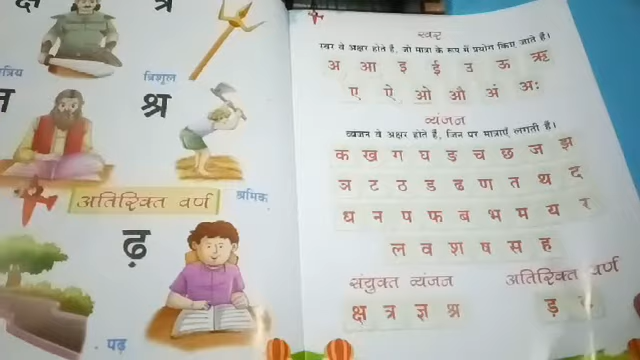 क्ष
त्र
त्रिशूल
श्र
श्रमिक
अतिरिक्त वर्ण
ढ़
पढ़
स्वर
स्वर वे अक्षर होते हैं, जो मात्रा के रूप में प्रयोग किए जाते हैं।
अ आ इ ई उ ऊ ऋ
ए ऐ ओ औ अं अः
व्यंजन
व्यंजन वे अक्षर होते हैं, जिन पर मात्राएँ लगती हैं।
क ख ग घ ङ च छ ज झ
ञ ट ठ ड ढ ण त थ द
ध न प फ ब भ म य र
ल व श ष स ह
संयुक्त व्यंजन
क्ष त्र ज्ञ श्र
अतिरिक्त वर्ण
ड़